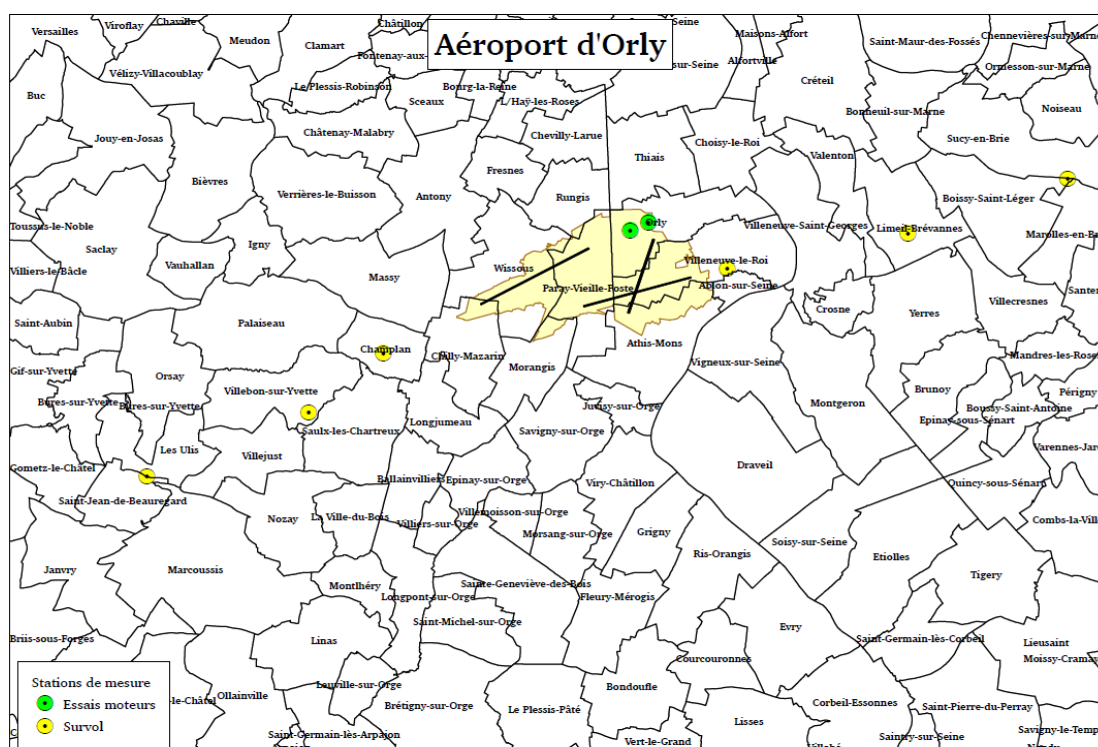 Versailles
Viroflay
Chaville
Meudon
Clamart
Châtillon
Aéroport d'Orly
Maisons-Alfort
Saint-Maur-des-Fossés
Chennevières-sur-Marne
Vélizy-Villacoublay
Le Plessis-Robinson
Bourg-la-Reine
Alfortville
Ormesson-sur-Marne
Buc
Sceaux
L'Haÿ-les-Roses
Créteil
Bonneuil-sur-Marne
Noiseau
Jouy-en-Josas
Châtenay-Malabry
Chevilly-Larue
Choisy-le-Roi
Sucy-en-Brie
Thiais
Valenton
Bièvres
Verrières-le-Buisson
Antony
Fresnes
Rungis
Boissy-Saint-Léger
Toussus-le-Noble
Orly
Villeneuve-Saint-Georges
Limeil-Brévannes
Saclay
Igny
Vauhallan
Massy
Wissous
Villeneuve-le-Roi
Villiers-le-Bâcle
Paray-Vieille-Poste
Ablon-sur-Seine
Villecresnes
Crosne
Yerres
Saint-Aubin
Palaiseau
Champlan
Chilly-Mazarin
Athis-Mons
Gif-sur-Yvette
Orsay
Morangis
Vigneux-sur-Seine
Bures-sur-Yvette
Bures-sur-Yvette
Villebon-sur-Yvette
Brunoy
Périgny
Juvisy-sur-Orge
Montgeron
Boussy-Saint-Antoine
Epinay-sous-Sénart
Longjumeau
Saulx-les-Chartreux
Savigny-sur-Orge
Les Ulis
Villejust
Gometz-le-Châtel
Draveil
Ballainvilliers
Epinay-sur-Orge
Viry-Châtillon
Quincy-sous-Sénart
Saint-Jean-de-Beauregard
Nozay
La Ville-du-Bois
Villiers-sur-Orge
Villemoisson-sur-Orge
Morsang-sur-Orge
Grigny
Soisy-sur-Seine
Ris-Orangis
Etiolles
Janvry
Marcoussis
Tigery
Montlhéry
Sainte-Geneviève-des-Bois
Longpont-sur-Orge
Fleury-Mérogis
Saint-Michel-sur-Orge
Evry
Briis-sous-Forges
Linas
Saint-Germain-lès-Corbeil
Lieusaint
Courcouronnes
Leuville-sur-Orge
Bondoufle
Ollainville
Brétigny-sur-Orge
Le Plessis-Pâté
Corbeil-Essonnes
Saint-Pierre-du-Perray
Lisses
Saint-Germain-lès-Arpajon
Vert-le-Grand
Saintry-sur-Seine
Stations de mesure
Essais moteurs
Survol